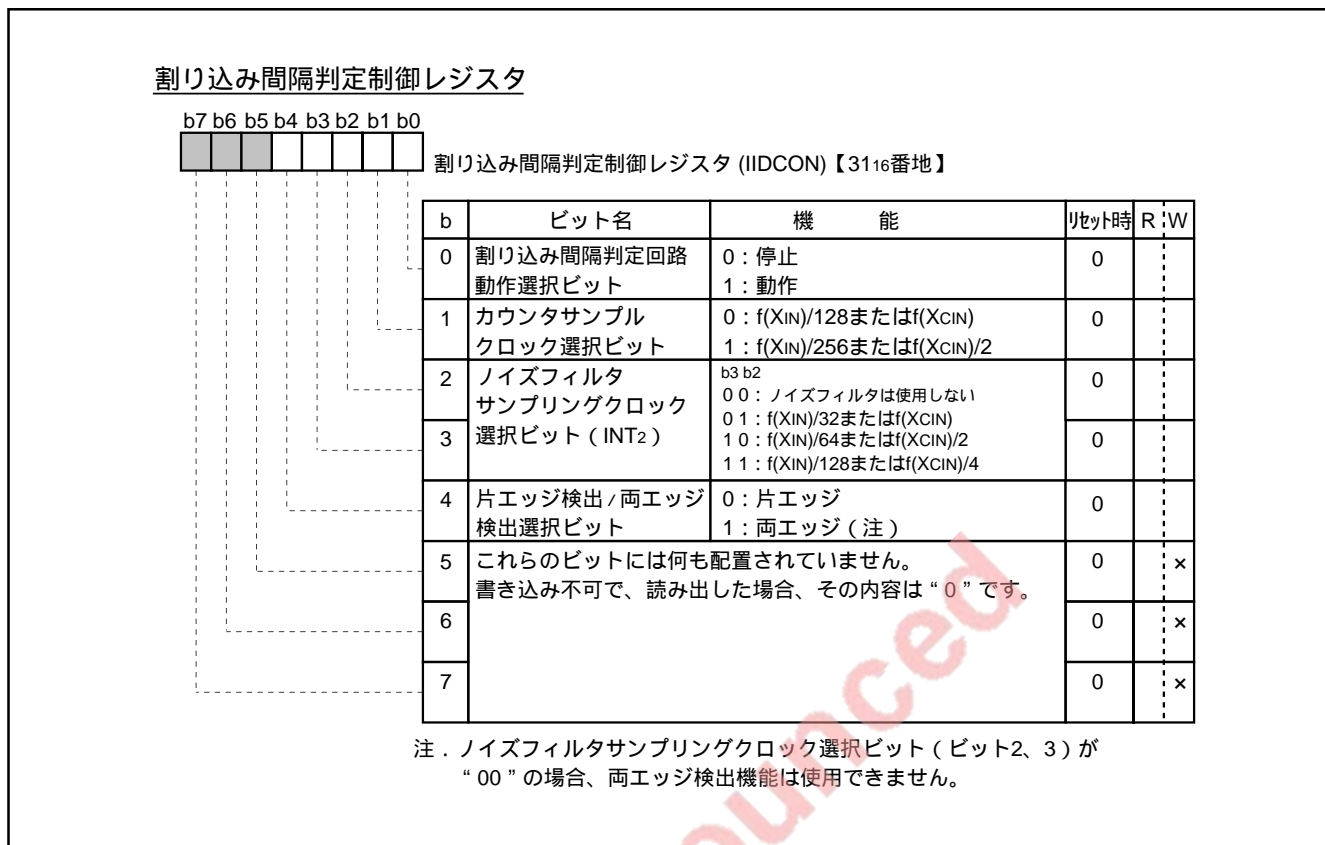 割り込み間隔判定制御レジスタ
b7 b6 b5 b4 b3 b2 b1 b0
割り込み間隔判定制御レジスタ (IIDCON)【3116番地】
b ビット名 機 能 リセット時 R W
0 割り込み間隔判定回路 0:停止 0
動作選択ビット 1:動作
1 カウンタサンプル 0:f(XIN)/128またはf(XCIN) 0
クロック選択ビット 1:f(XIN)/256またはf(XCIN)/2
2 ノイズフィルタ b3 b2 0
サンプリングクロック 0 0:ノイズフィルタは使用しない
0 1:f(XIN)/32またはf(XCIN)
3 選択ビット(INT2) 1 0:f(XIN)/64またはf(XCIN)/2 0
1 1:f(XIN)/128またはf(XCIN)/4
4 片エッジ検出/両エッジ 0:片エッジ 0
検出選択ビット 1:両エッジ(注)
5 これらのビットには何も配置されていません。 0 ×
書き込み不可で、読み出した場合、その内容は“0”です。
6 0 ×
7 0 ×
注.ノイズフィルタサンプリングクロック選択ビット(ビット2、3)が
“00”の場合、両エッジ検出機能は使用できません。
unced